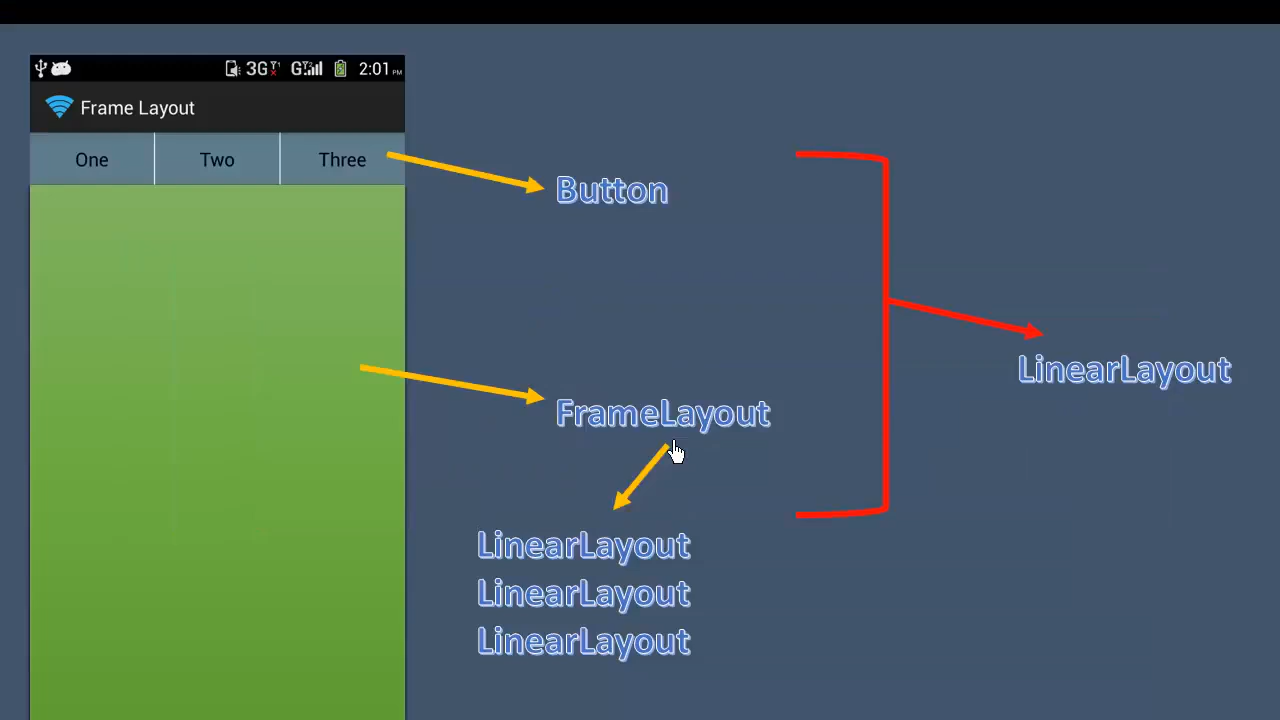 3G G 2:01 PM
Frame Layout
One Two Three
Button
FrameLayout
LinearLayout
LinearLayout
LinearLayout
LinearLayout